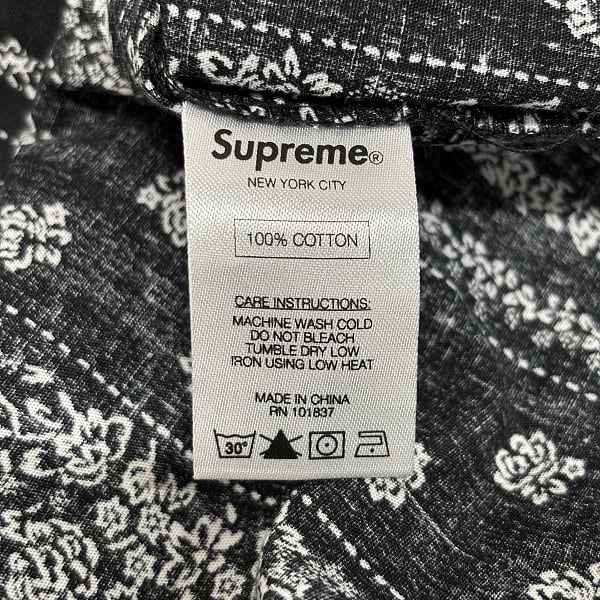 Supreme®
NEW YORK CITY
100% COTTON
CARE INSTRUCTIONS:
MACHINE WASH COLD
DO NOT BLEACH
TUMBLE DRY LOW
IRON USING LOW HEAT
MADE IN CHINA
RN 101837
30°